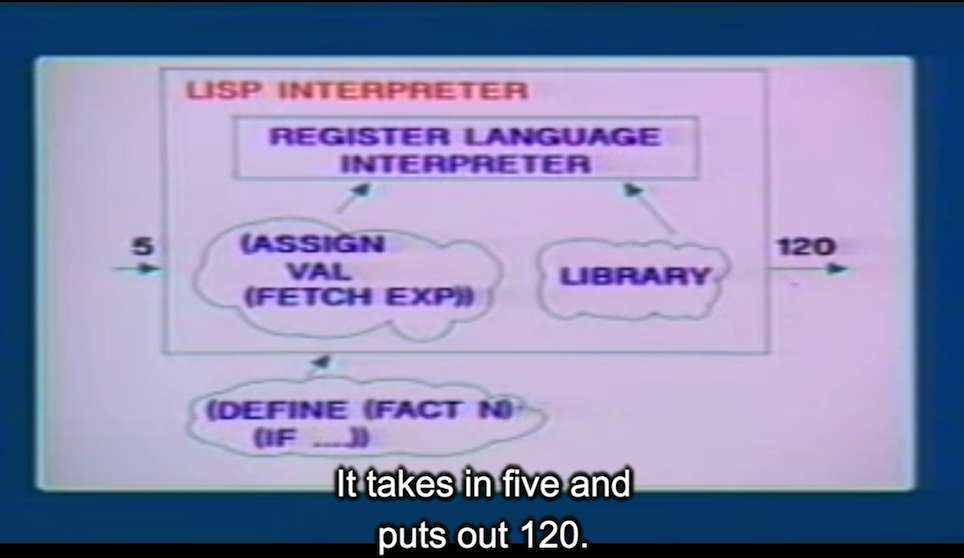 LISP INTERPRETER
REGISTER LANGUAGE
INTERPRETER
5
(ASSIGN
VAL
(FETCH EXP))
LIBRARY
120
(DEFINE (FACT N)
(IF ....))
It takes in five and
puts out 120.